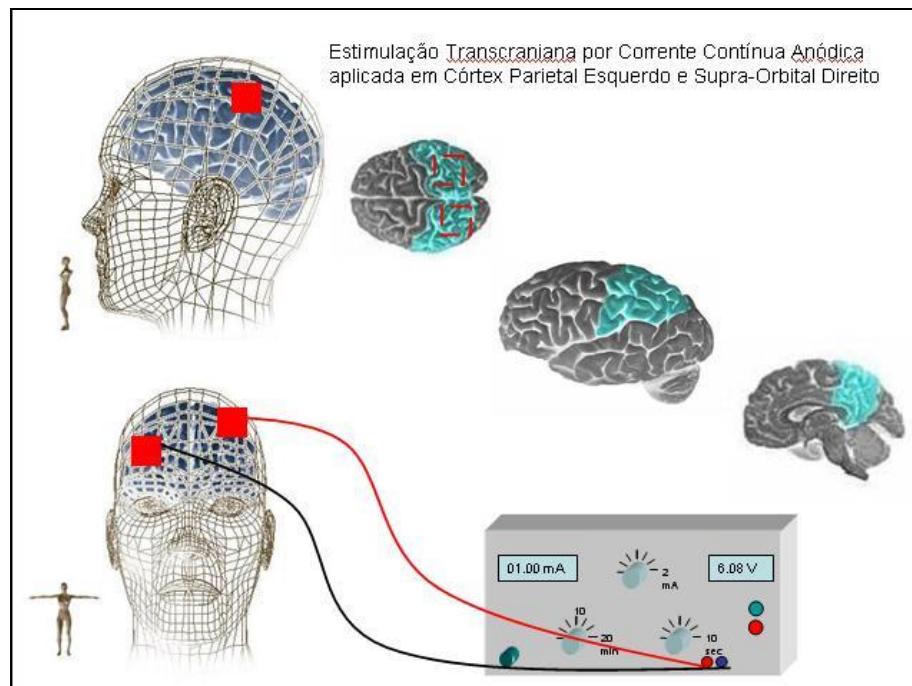 Estimulação Transcraniana por Corrente Contínua Anódica
aplicada em Córtex Parietal Esquerdo e Supra-Orbital Direito
01.00 mA
2
mA
6.08 V
10
20
min
10
sec